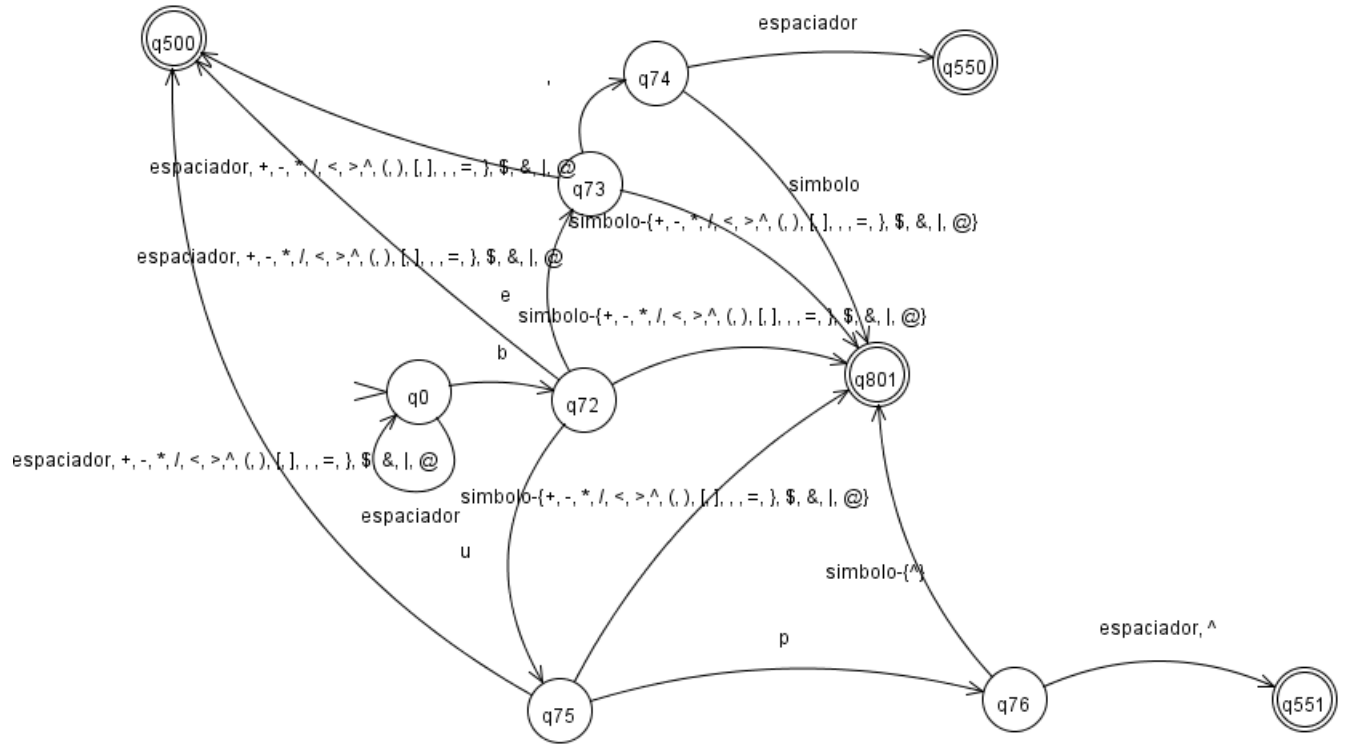 espaciador
q500
q550
q74
'
espaciador, +, -, *, /, <, >,^, (, ), [, ], , , =, }, $, &, |, @
simbolo
q73
simbolo-{+, -, *, /, <, >,^, (, ), [, ], , , =, }, $, &, |, @}
espaciador, +, -, *, /, <, >,^, (, ), [, ], , , =, }, $, &, |, @
e
simbolo-{+, -, *, /, <, >,^, (, ), [, ], , , =, }, $, &, |, @}
b
q801
q0
q72
espaciador, +, -, *, /, <, >,^, (, ), [, ], , , =, }, $, &, |, @
simbolo-{+, -, *, /, <, >,^, (, ), [, ], , , =, }, $, &, |, @}
espaciador
u
simbolo-{^}
espaciador, ^
p
q76
q551
q75